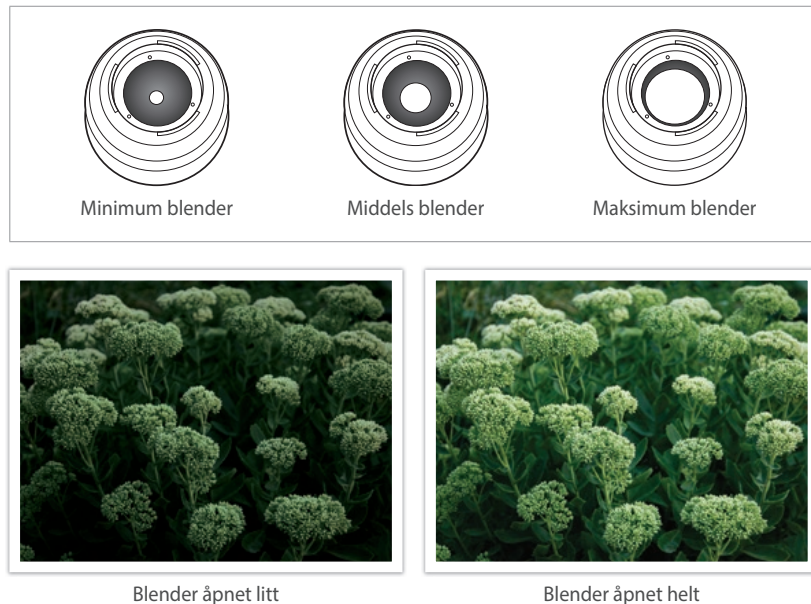 Minimum blender
Middels blender
Maksimum blender
Blender åpnet litt
Blender åpnet helt